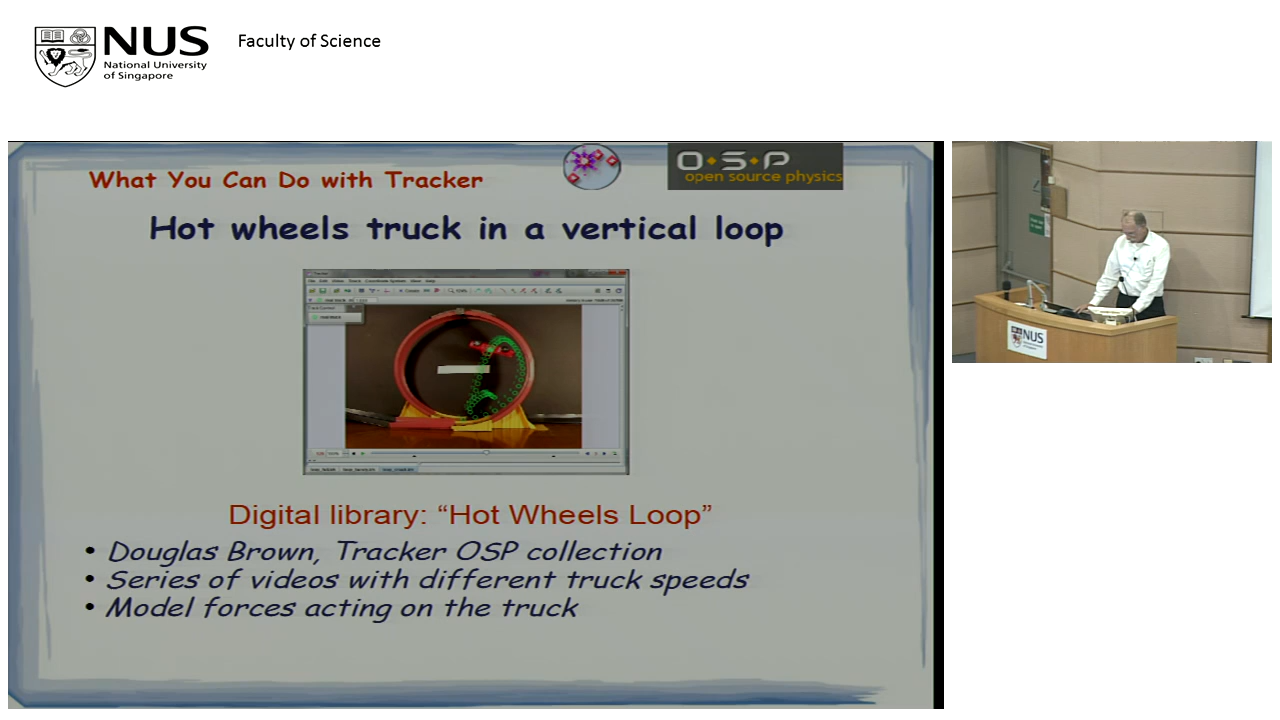 NUS
National University
of Singapore
Faculty of Science
What You Can Do with Tracker
O·S·P
open source physics
Hot wheels truck in a vertical loop
Digital library: “Hot Wheels Loop”
• Douglas Brown, Tracker OSP collection
• Series of videos with different truck speeds
• Model forces acting on the truck
NUS